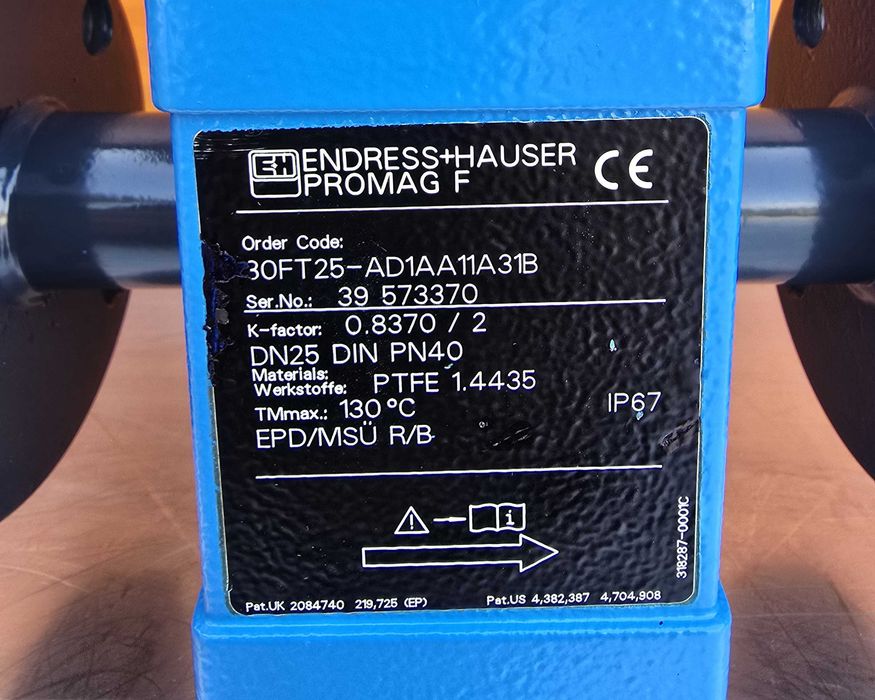 EH ENDRESS+HAUSER CE
PROMAG F
Order Code:
30FT25-AD1AA11A31B
Ser.No.: 39 573370
K-factor: 0.8370 / 2
DN25 DIN PN40
Materials:
Werkstoffe: PTFE 1.4435
TMmax.: 130 °C IP67
EPD/MSÜ R/B
i
318287-0001C
Pat.UK 2084740 219,725 (EP) Pat.US 4,382,387 4,704,908